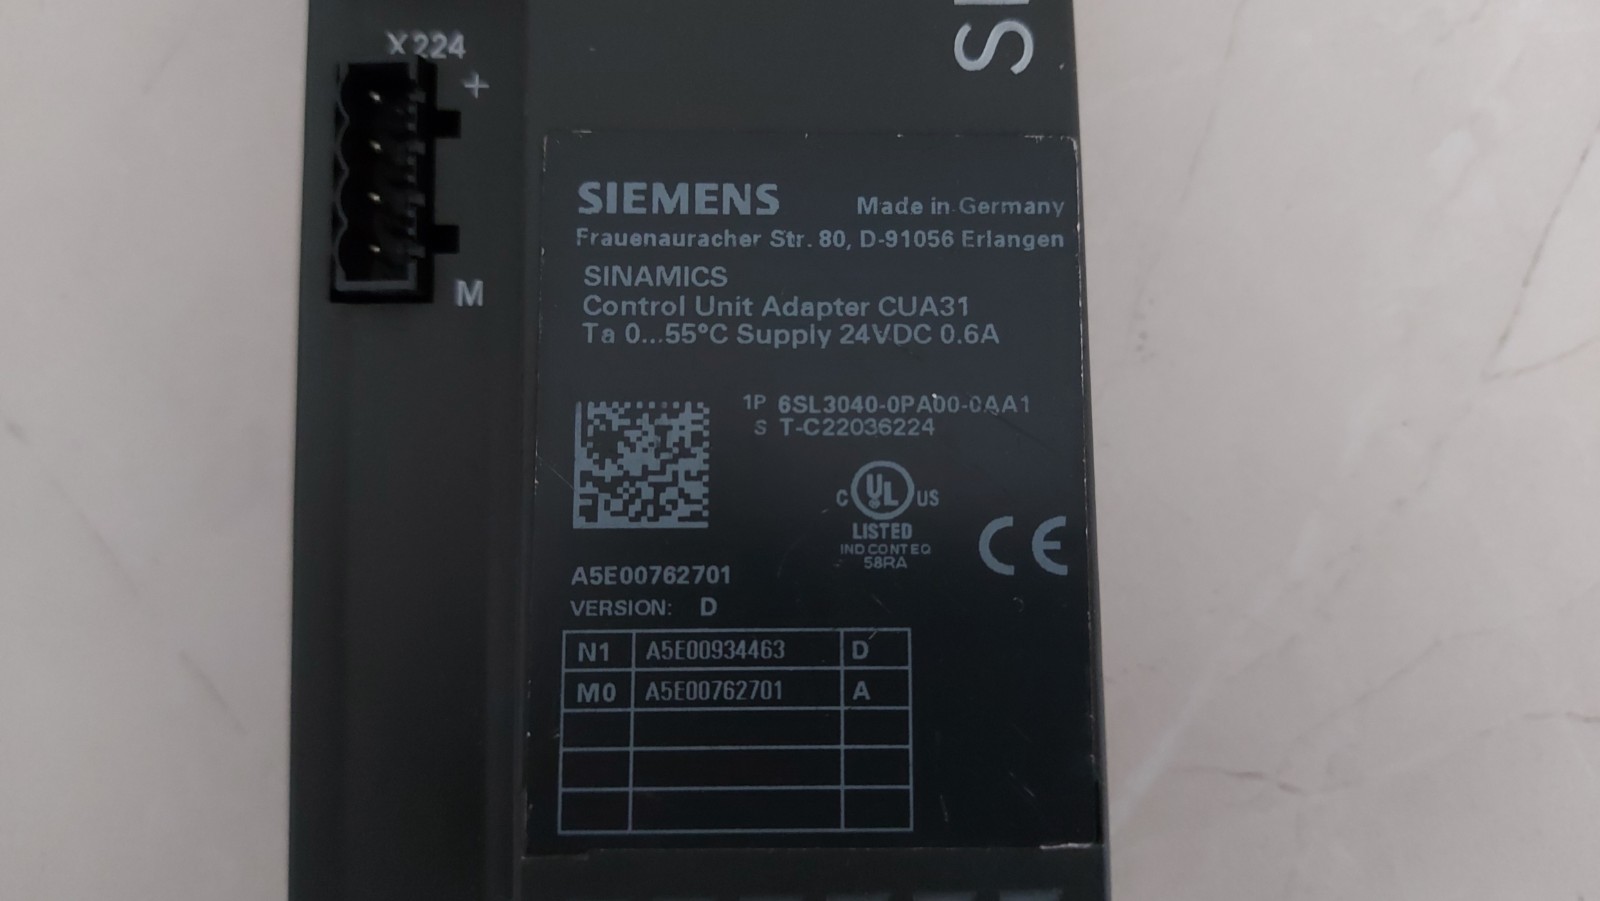 X224
+
M
SI
SIEMENS Made in Germany
Frauenauracher Str. 80, D-91056 Erlangen
SINAMICS
Control Unit Adapter CUA31
Ta 0...55°C Supply 24VDC 0.6A
1P 6SL3040-0PA00-0AA1
S T-C22036224
C UL US
LISTED
IND CONT EQ
58RA
CE
A5E00762701
VERSION: D
N1 A5E00934463 D
M0 A5E00762701 A